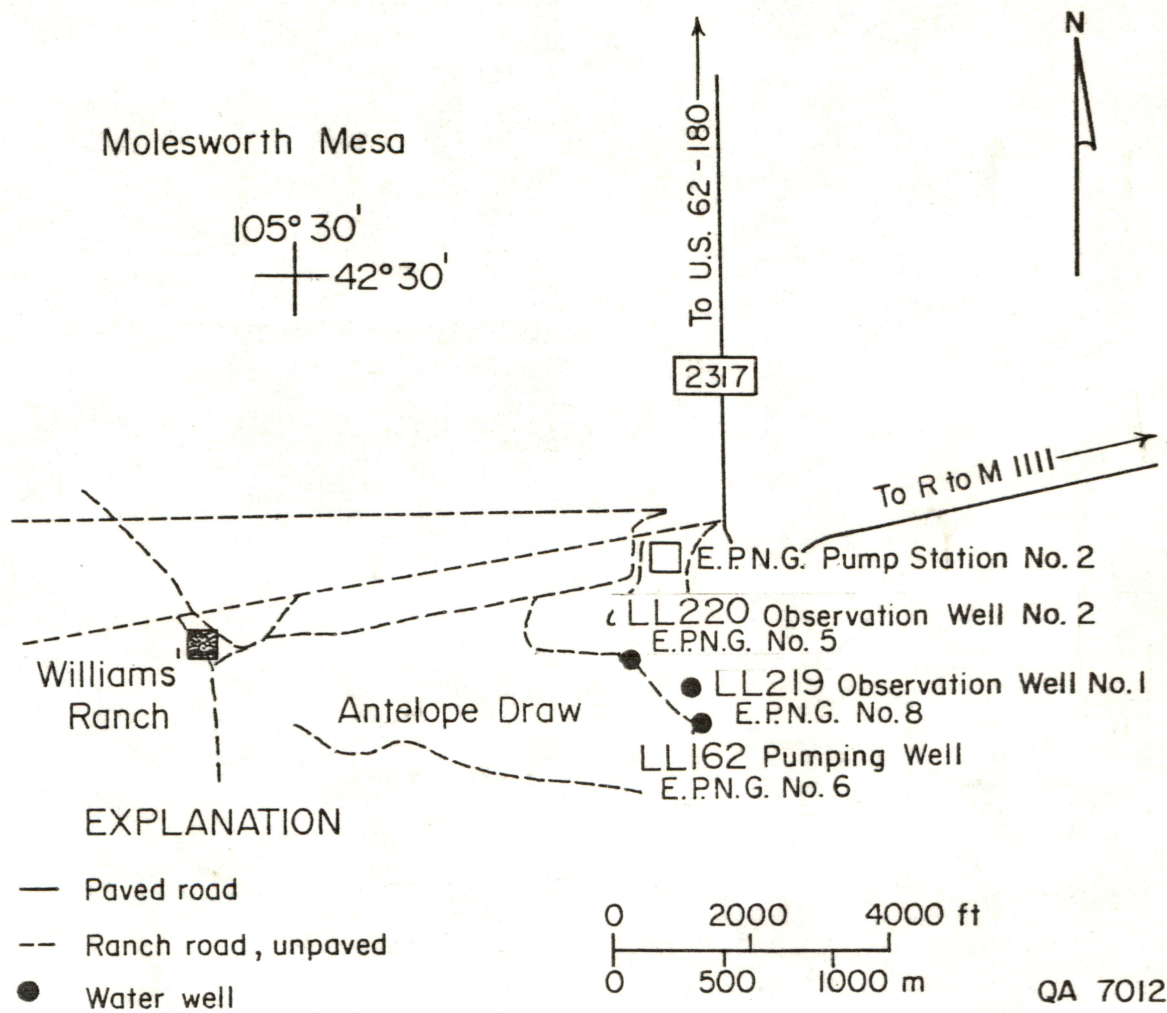 N
To U.S. 62-180
Molesworth Mesa
105° 30'
42° 30'
2317
To R to M 1111
E.P.N.G. Pump Station No. 2
LL220 Observation Well No. 2
E.P.N.G. No. 5
Williams'
Ranch
LL219 Observation Well No. 1
E.P.N.G. No. 8
Antelope Draw
LL162 Pumping Well
E.P.N.G. No. 6
EXPLANATION
Paved road
Ranch road, unpaved
Water well
0 2000 4000 ft
0 500 1000 m
QA 7012